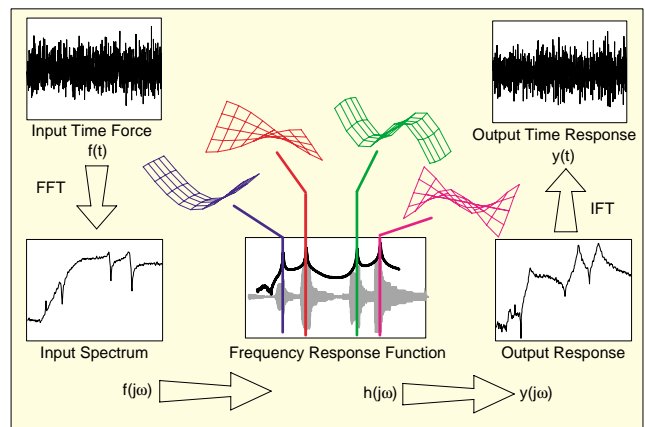 Input Time Force
f(t)
FFT
Output Time Response
y(t)
IFT
Input Spectrum
Frequency Response Function
Output Response
f(jω)
h(jω)
y(jω)